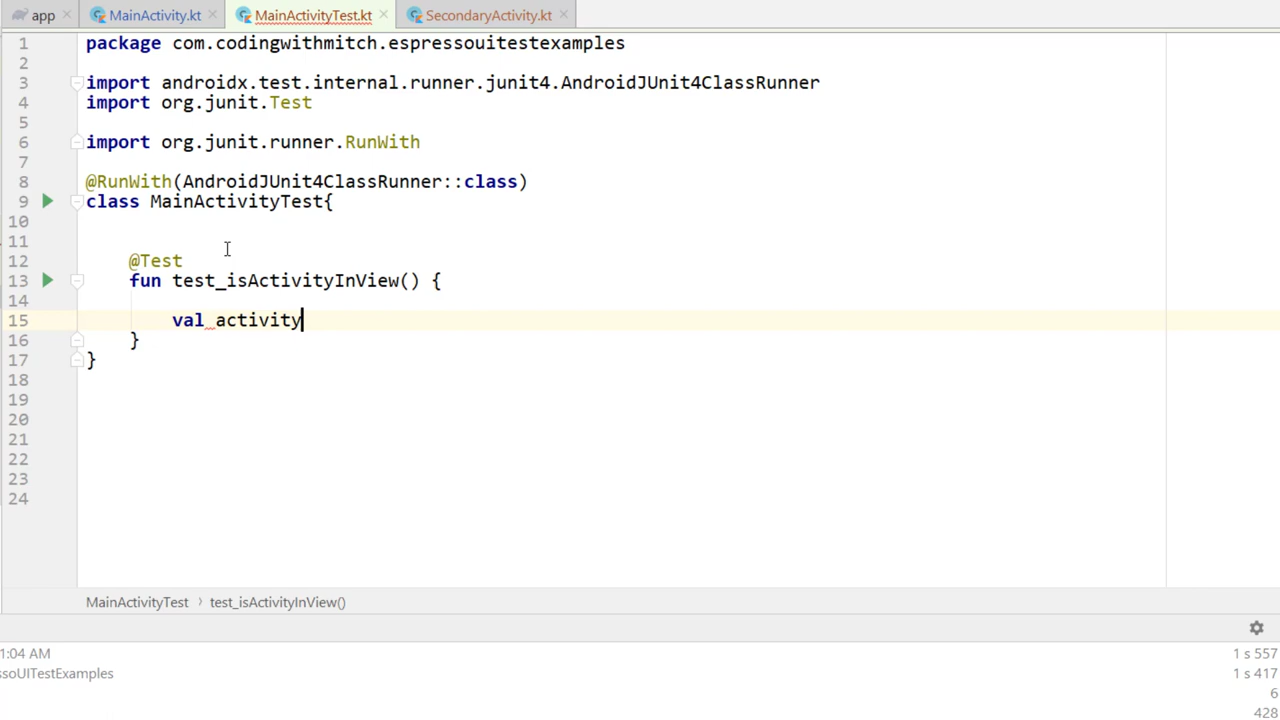 app MainActivity.kt MainActivityTest.kt SecondaryActivity.kt
1 package com.codingwithmitch.espressouitestexamples
2
3 import androidx.test.internal.runner.junit4.AndroidJUnit4ClassRunner
4 import org.junit.Test
5
6 import org.junit.runner.RunWith
7
8 @RunWith(AndroidJUnit4ClassRunner::class)
9 class MainActivityTest{
10
11
12 @Test
13 fun test_isActivityInView() {
14
15 val activity
16 }
17 }
18
19
20
21
22
23
24
MainActivityTest › test_isActivityInView()
1:04 AM 1 s 557
ssoUITestExamples 1 s 417
6
428